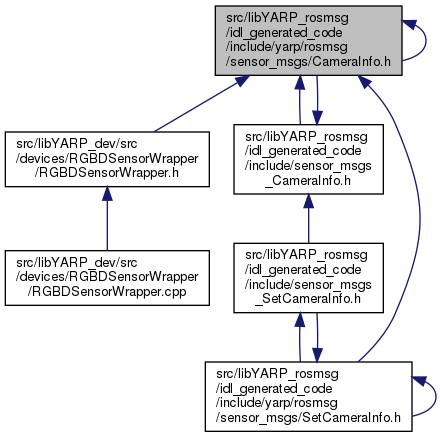 src/libYARP_rosmsg
/idl_generated_code
/include/yarp/rosmsg
/sensor_msgs/CameraInfo.h
src/libYARP_dev/src
/devices/RGBDSensorWrapper
/RGBDSensorWrapper.h
src/libYARP_rosmsg
/idl_generated_code
/include/sensor_msgs
_CameraInfo.h
src/libYARP_dev/src
/devices/RGBDSensorWrapper
/RGBDSensorWrapper.cpp
src/libYARP_rosmsg
/idl_generated_code
/include/sensor_msgs
_SetCameraInfo.h
src/libYARP_rosmsg
/idl_generated_code
/include/yarp/rosmsg
/sensor_msgs/SetCameraInfo.h